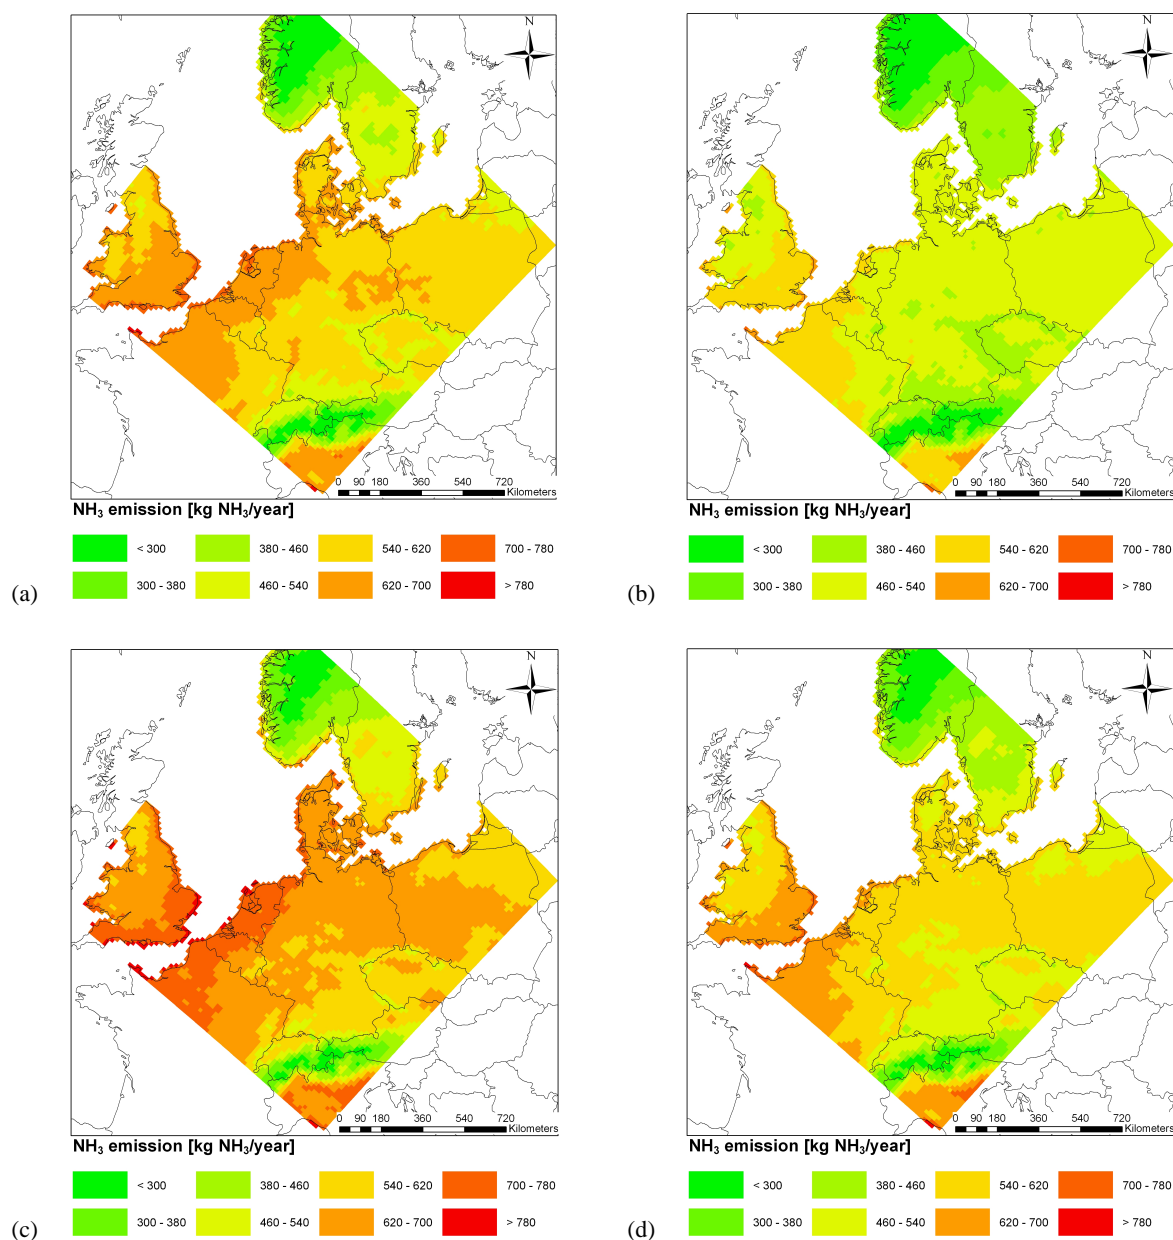 N
N
0 90 180 360 540 720
Kilometers
0 90 180 360 540 720
Kilometers
NH₃ emission [kg NH₃/year]
NH₃ emission [kg NH₃/year]
< 300 380 - 460 540 - 620 700 - 780
< 300 380 - 460 540 - 620 700 - 780
(a) 300 - 380 460 - 540 620 - 700 > 780
(b) 300 - 380 460 - 540 620 - 700 > 780
N
N
0 90 180 360 540 720
Kilometers
0 90 180 360 540 720
Kilometers
NH₃ emission [kg NH₃/year]
NH₃ emission [kg NH₃/year]
< 300 380 - 460 540 - 620 700 - 780
< 300 380 - 460 540 - 620 700 - 780
(c) 300 - 380 460 - 540 620 - 700 > 780
(d) 300 - 380 460 - 540 620 - 700 > 780